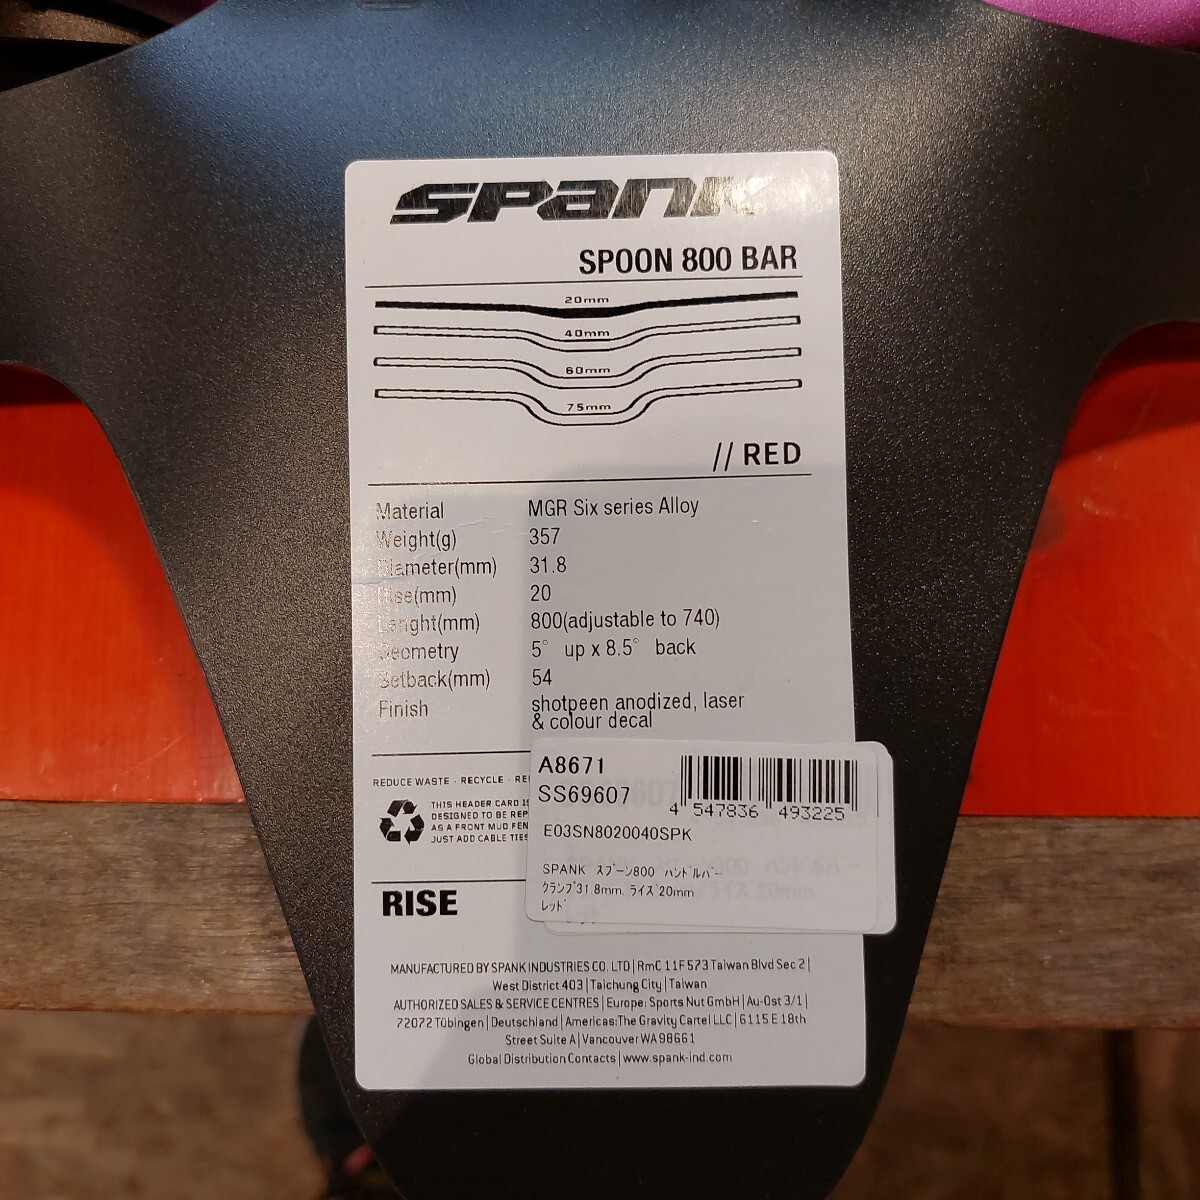 SPANK
SPOON 800 BAR
20mm
40mm
60mm
75mm
// RED
Material MGR Six series Alloy
Weight(g) 357
Diameter(mm) 31.8
Rise(mm) 20
Lenght(mm) 800(adjustable to 740)
Geometry 5° up x 8.5° back
Setback(mm) 54
Finish shotpeen anodized, laser
& colour decal
REDUCE WASTE - RECYCLE -
THIS HEADER CARD
DESIGNED TO BE
AS A FRONT MUD
JUST ADD CABLE TIES
RISE
A8671
SS69607
4 547836 493225
E03SN8020040SPK
SPANK スプーン800 ハンドルバー
クランプ31.8mm, ライズ20mm
レッド
MANUFACTURED BY SPANK INDUSTRIES CO. LTD | RmC 11F 573 Taiwan Blvd Sec 2 |
West District 403 | Taichung City | Taiwan
AUTHORIZED SALES & SERVICE CENTRES | Europe: Sports Nut GmbH | Au-Ost 3/1 |
72072 Tübingen | Deutschland | Americas:The Gravity Cartel LLC | 6115 E 18th
Street Suite A | Vancouver WA 98661
Global Distribution Contacts | www.spank-ind.com